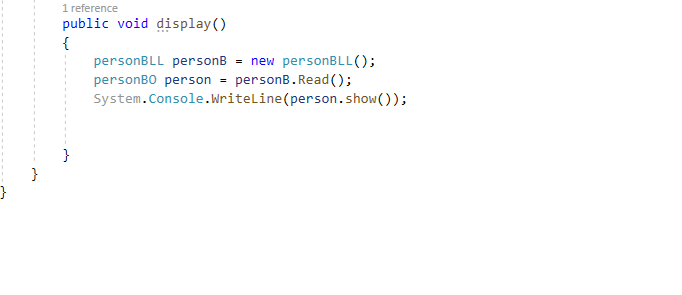 1 reference
public void display()
{
personBLL personB = new personBLL();
personBO person = personB.Read();
System.Console.WriteLine(person.show());
}
}
}